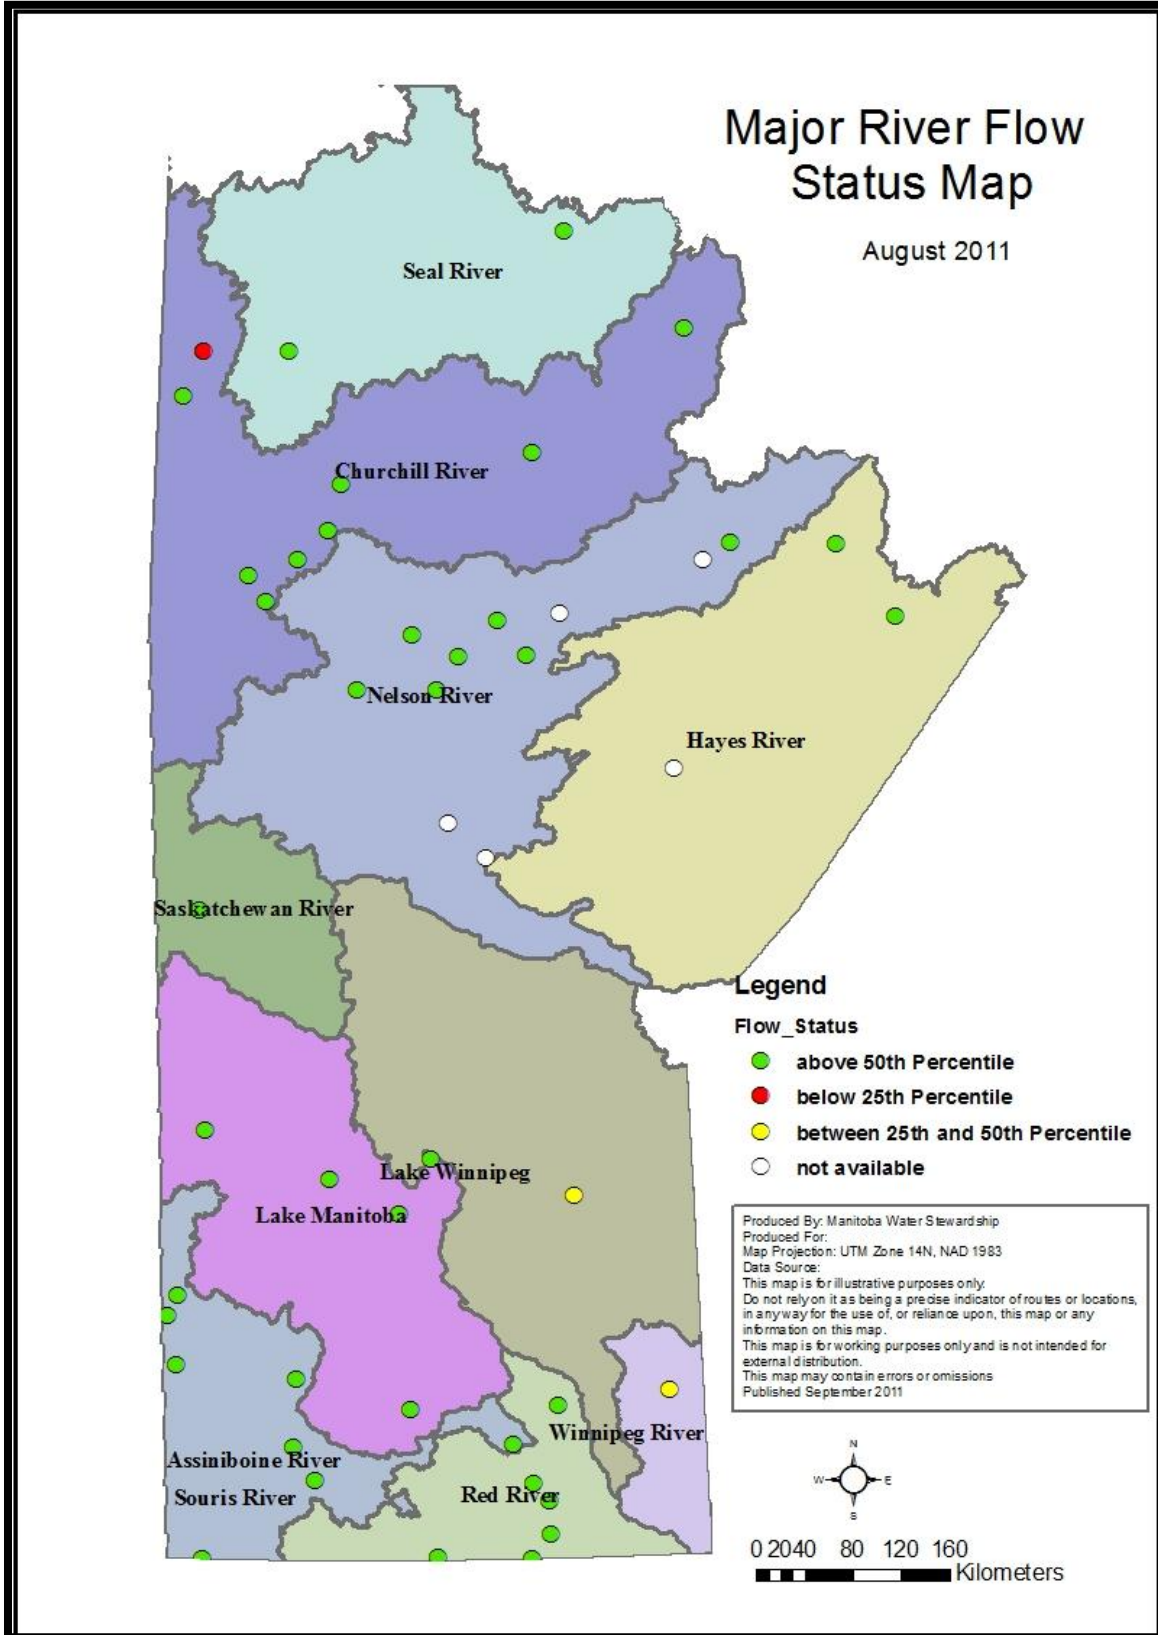 Major River Flow
Status Map
August 2011
Seal River
Churchill River
Nelson River
Hayes River
Saskatchewan River
Lake Winnipeg
Lake Manitoba
Winnipeg River
Assiniboine River
Souris River
Red River
Legend
Flow_Status
above 50th Percentile
below 25th Percentile
between 25th and 50th Percentile
not available
Produced By: Manitoba Water Stewardship
Produced For:
Map Projection: UTM Zone 14N, NAD 1983
Data Source:
This map is for illustrative purposes only.
Do not rely on it as being a precise indicator of routes or locations,
in any way for the use of, or reliance upon, this map or any
information on this map.
This map is for working purposes only and is not intended for
external distribution.
This map may contain errors or omissions
Published September 2011
N
W E
S
0 20 40 80 120 160
Kilometers